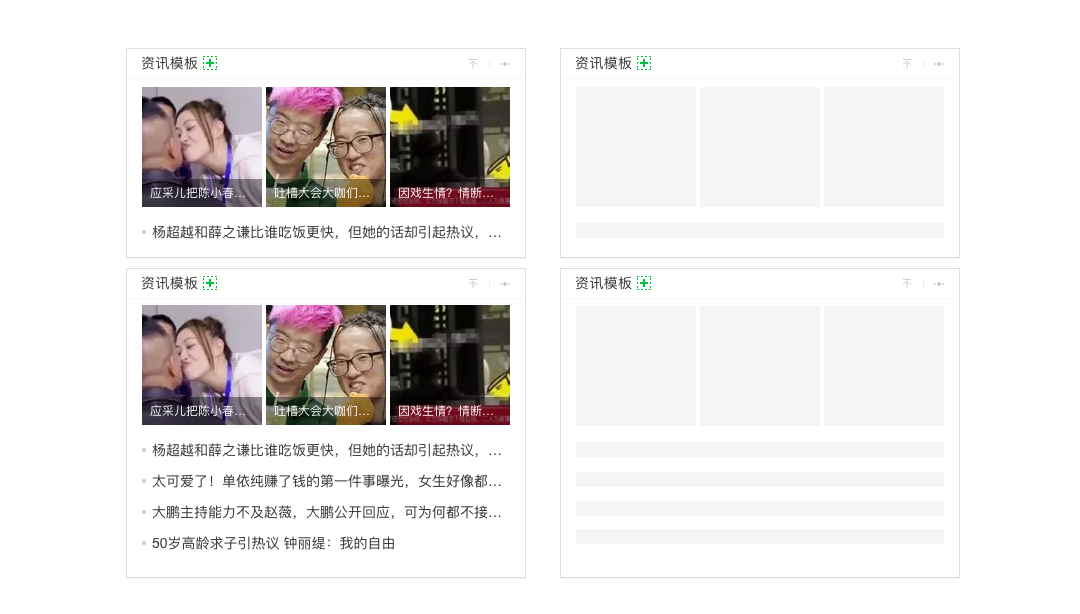 资讯模板
资讯模板
应采儿把陈小春…
吐槽大会大咖们…
因戏生情？情断…
杨超越和薛之谦比谁吃饭更快，但她的话却引起热议，…
资讯模板
资讯模板
应采儿把陈小春…
吐槽大会大咖们…
因戏生情？情断…
杨超越和薛之谦比谁吃饭更快，但她的话却引起热议，…
太可爱了！单依纯赚了钱的第一件事曝光，女生好像都…
大鹏主持能力不及赵薇，大鹏公开回应，可为何都不接…
50岁高龄求子引热议 钟丽缇：我的自由